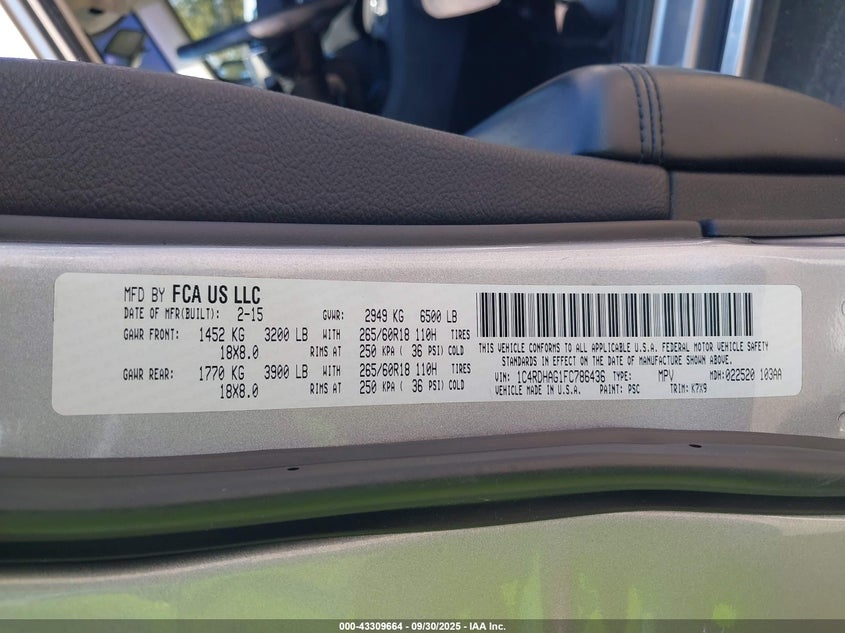 MFD BY FCA US LLC
DATE OF MFR(BUILT): 2-15 GVWR: 2949 KG 6500 LB
GAWR FRONT: 1452 KG 3200 LB WITH 265/60R18 110H TIRES
18X8.0 RIMS AT 250 KPA ( 36 PSI) COLD
GAWR REAR: 1770 KG 3900 LB WITH 265/60R18 110H TIRES
18X8.0 RIMS AT 250 KPA ( 36 PSI) COLD
THIS VEHICLE CONFORMS TO ALL APPLICABLE U.S.A. FEDERAL MOTOR VEHICLE SAFETY
STANDARDS IN EFFECT ON THE DATE OF MANUFACTURE SHOWN ABOVE.
VIN: 1C4RDHAG1FC786436 TYPE: MPV MDH: 022520 103AA
VEHICLE MADE IN U.S.A. PAINT: PSC TRIM: K7X9
000-43309664 - 09/30/2025 - IAA Inc.